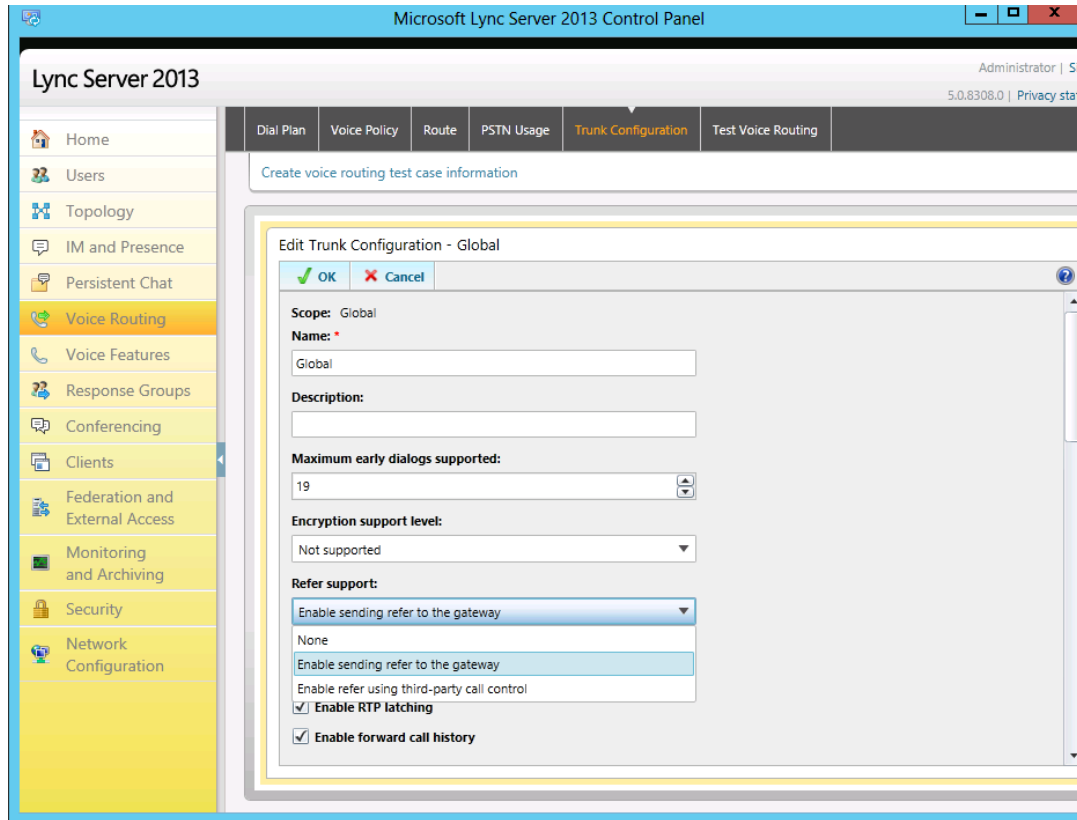 Microsoft Lync Server 2013 Control Panel
Lync Server 2013
Administrator | S
5.0.8308.0 | Privacy sta
Home
Users
Topology
IM and Presence
Persistent Chat
Voice Routing
Voice Features
Response Groups
Conferencing
Clients
Federation and
External Access
Monitoring
and Archiving
Security
Network
Configuration
Dial Plan Voice Policy Route PSTN Usage Trunk Configuration Test Voice Routing
Create voice routing test case information
Edit Trunk Configuration - Global
OK Cancel
Scope: Global
Name: *
Global
Description:
Maximum early dialogs supported:
19
Encryption support level:
Not supported
Refer support:
Enable sending refer to the gateway
None
Enable sending refer to the gateway
Enable refer using third-party call control
Enable RTP latching
Enable forward call history